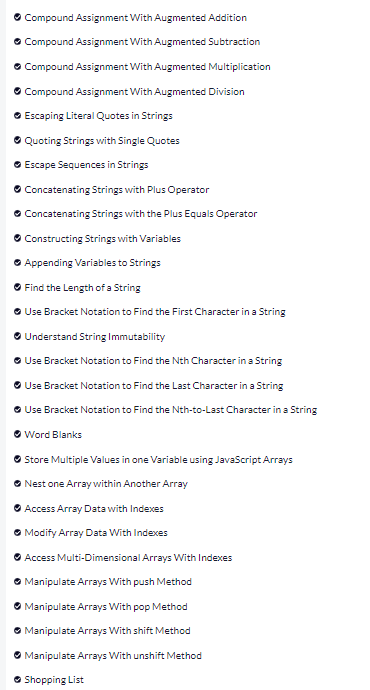 Compound Assignment With Augmented Addition
Compound Assignment With Augmented Subtraction
Compound Assignment With Augmented Multiplication
Compound Assignment With Augmented Division
Escaping Literal Quotes in Strings
Quoting Strings with Single Quotes
Escape Sequences in Strings
Concatenating Strings with Plus Operator
Concatenating Strings with the Plus Equals Operator
Constructing Strings with Variables
Appending Variables to Strings
Find the Length of a String
Use Bracket Notation to Find the First Character in a String
Understand String Immutability
Use Bracket Notation to Find the Nth Character in a String
Use Bracket Notation to Find the Last Character in a String
Use Bracket Notation to Find the Nth-to-Last Character in a String
Word Blanks
Store Multiple Values in one Variable using JavaScript Arrays
Nest one Array within Another Array
Access Array Data with Indexes
Modify Array Data With Indexes
Access Multi-Dimensional Arrays With Indexes
Manipulate Arrays With push Method
Manipulate Arrays With pop Method
Manipulate Arrays With shift Method
Manipulate Arrays With unshift Method
Shopping List